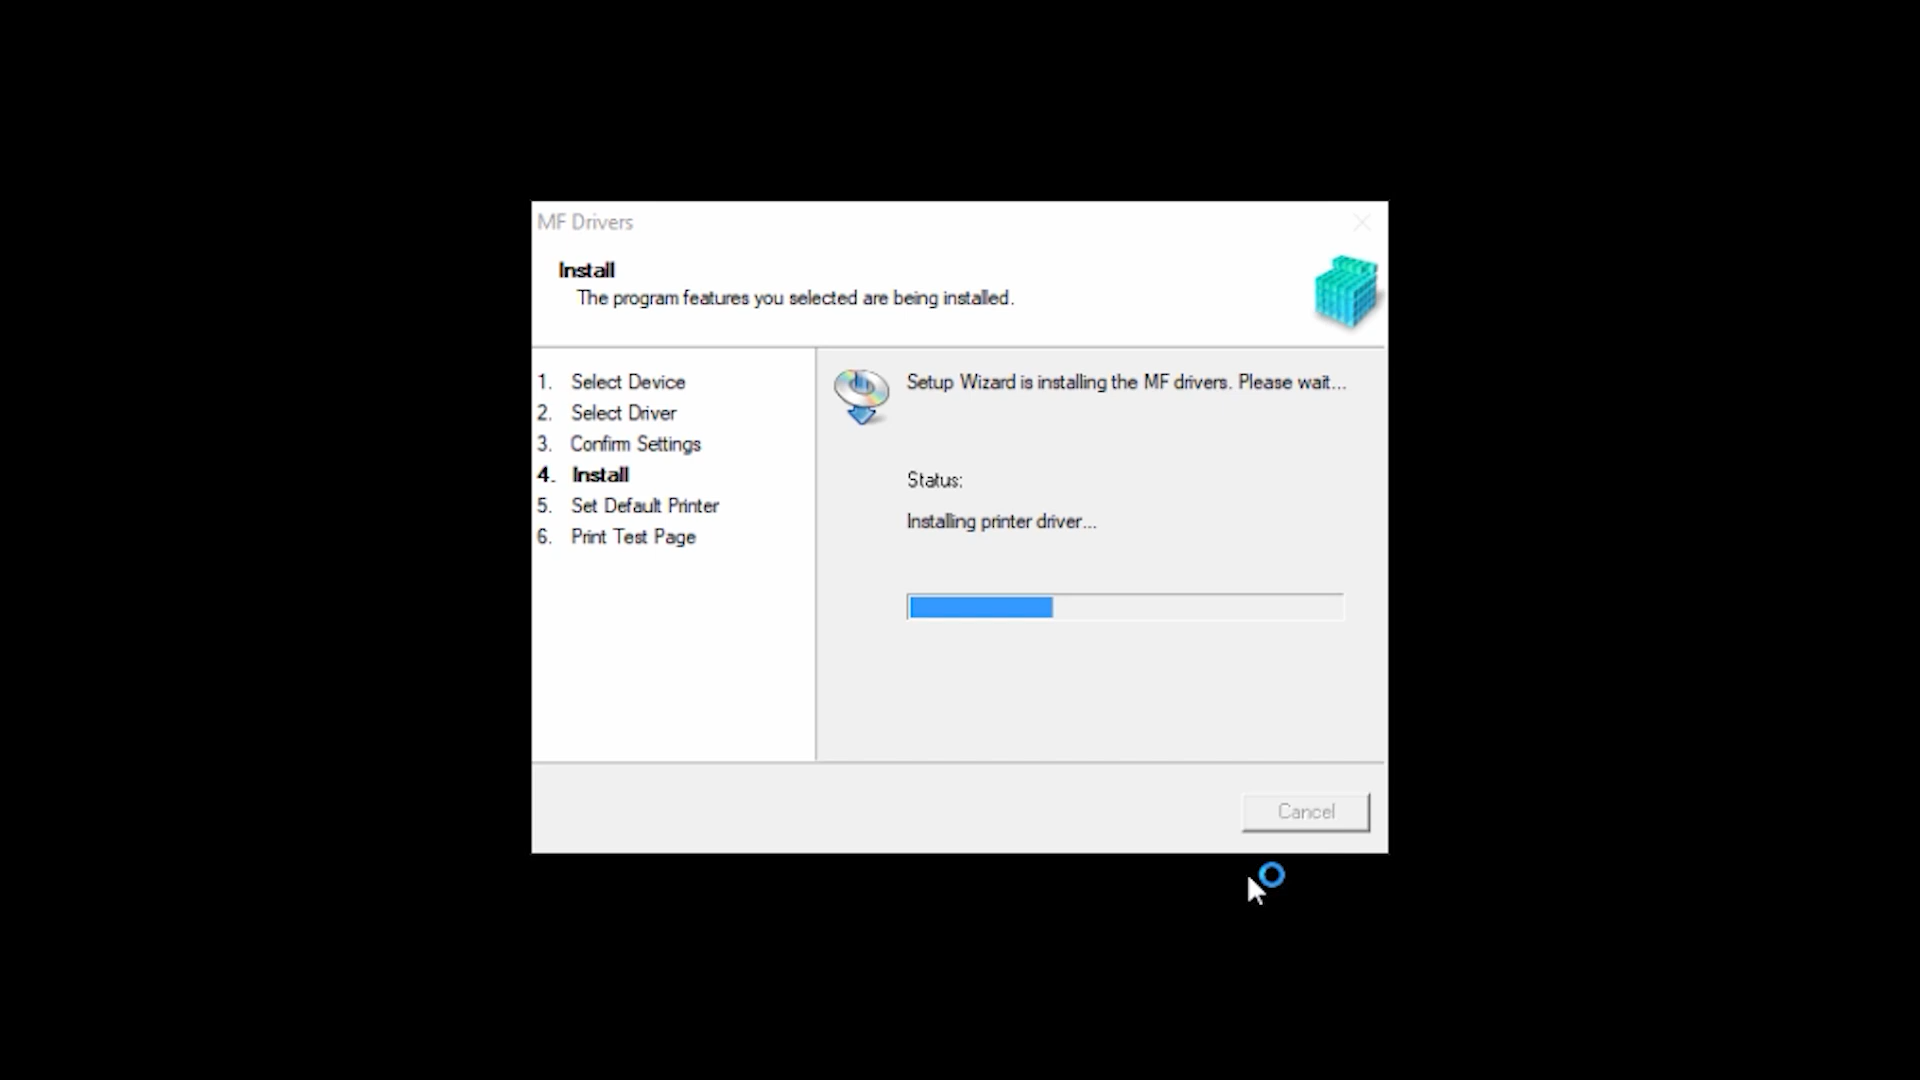 MF Drivers
Install
The program features you selected are being installed.
1. Select Device
2. Select Driver
3. Confirm Settings
4. Install
5. Set Default Printer
6. Print Test Page
Setup Wizard is installing the MF drivers. Please wait...
Status:
Installing printer driver...
Cancel